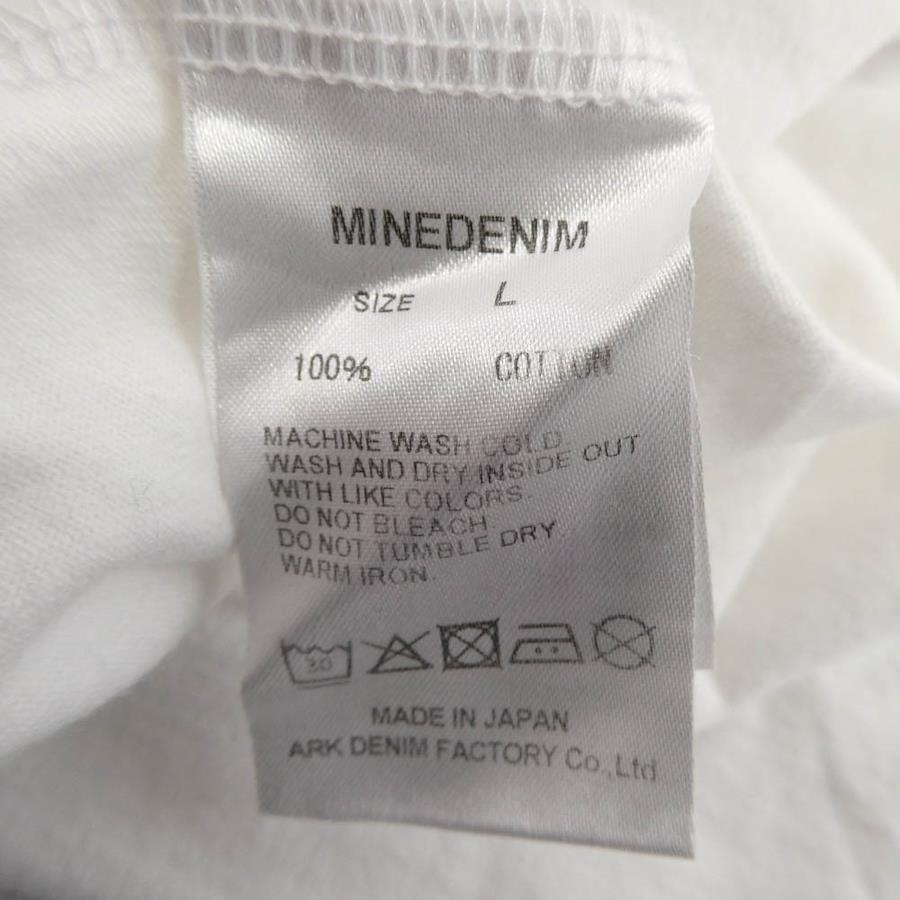 MINEDENIM
SIZE L
100% COTTON
MACHINE WASH COLD.
WASH AND DRY INSIDE OUT
WITH LIKE COLORS.
DO NOT BLEACH.
DO NOT TUMBLE DRY.
WARM IRON.
30
MADE IN JAPAN
ARK DENIM FACTORY Co.,Ltd